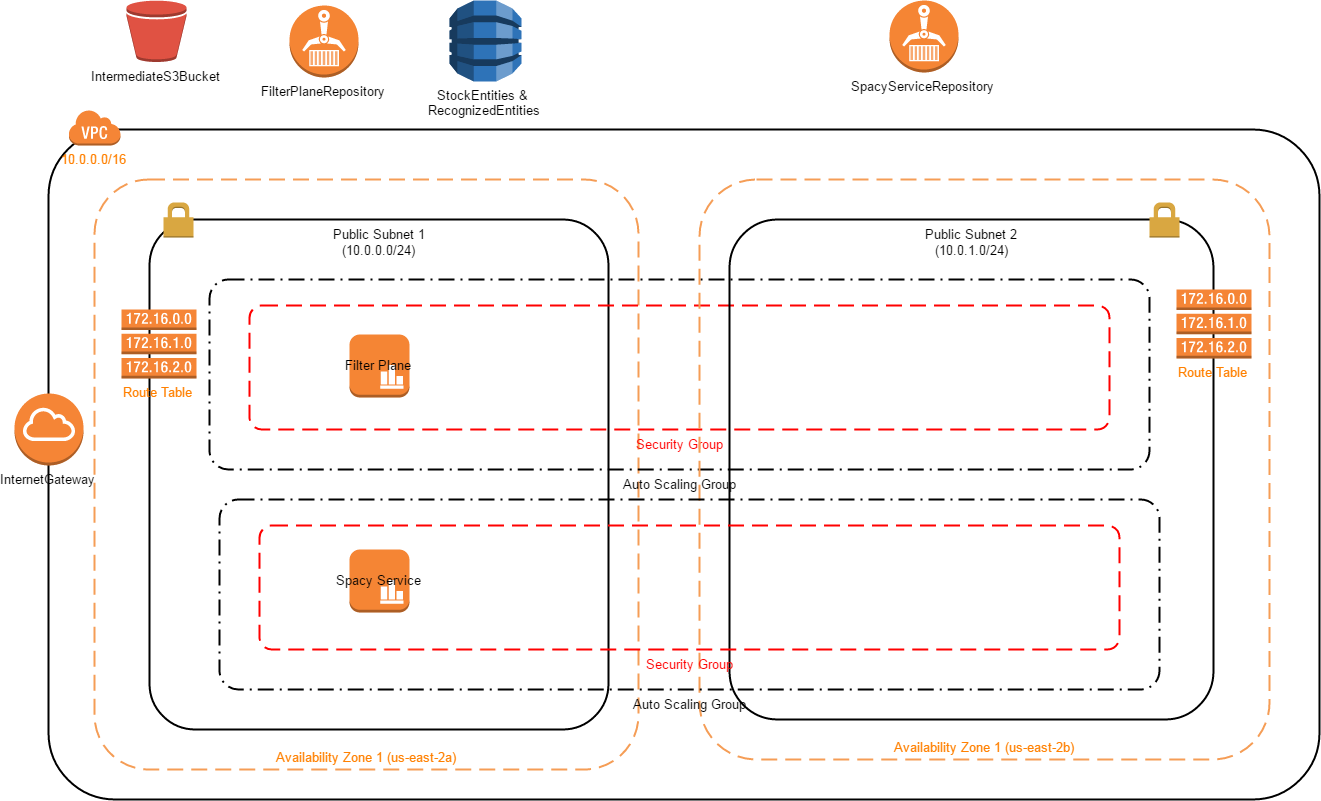 IntermediateS3Bucket
FilterPlaneRepository
StockEntities &
RecognizedEntities
SpacyServiceRepository
VPC
10.0.0.0/16
Public Subnet 1
(10.0.0.0/24)
Public Subnet 2
(10.0.1.0/24)
172.16.0.0
172.16.1.0
172.16.2.0
Route Table
172.16.0.0
172.16.1.0
172.16.2.0
Route Table
Filter Plane
InternetGateway
Security Group
Auto Scaling Group
Spacy Service
Security Group
Auto Scaling Group
Availability Zone 1 (us-east-2a)
Availability Zone 1 (us-east-2b)